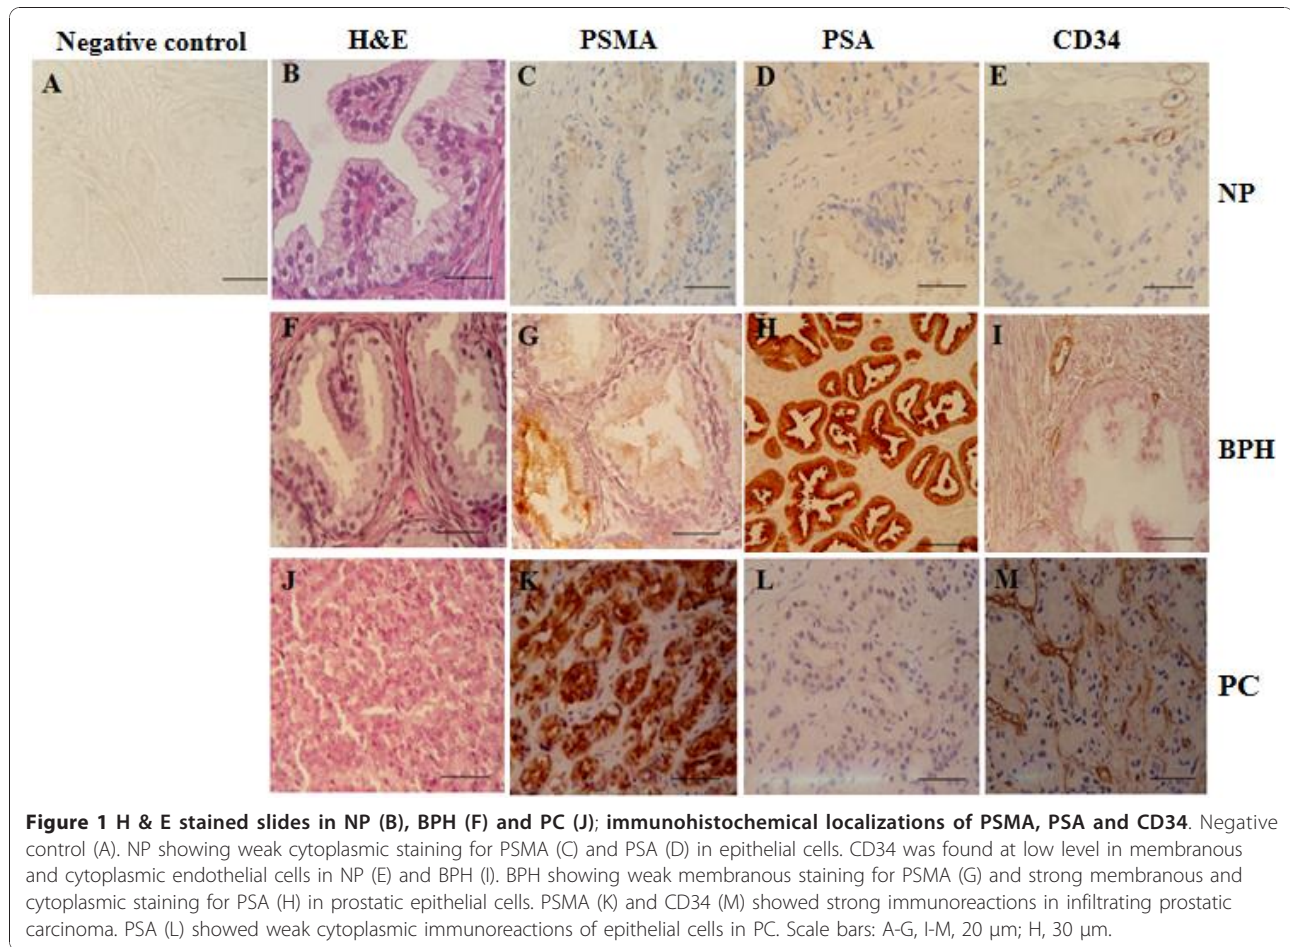 Negative control H&E PSMA PSA CD34
A B C D E
NP
F G H I
BPH
J K L M
PC
Figure 1 H & E stained slides in NP (B), BPH (F) and PC (J); immunohistochemical localizations of PSMA, PSA and CD34. Negative
control (A). NP showing weak cytoplasmic staining for PSMA (C) and PSA (D) in epithelial cells. CD34 was found at low level in membranous
and cytoplasmic endothelial cells in NP (E) and BPH (I). BPH showing weak membranous staining for PSMA (G) and strong membranous and
cytoplasmic staining for PSA (H) in prostatic epithelial cells. PSMA (K) and CD34 (M) showed strong immunoreactions in infiltrating prostatic
carcinoma. PSA (L) showed weak cytoplasmic immunoreactions of epithelial cells in PC. Scale bars: A-G, I-M, 20 μm; H, 30 μm.